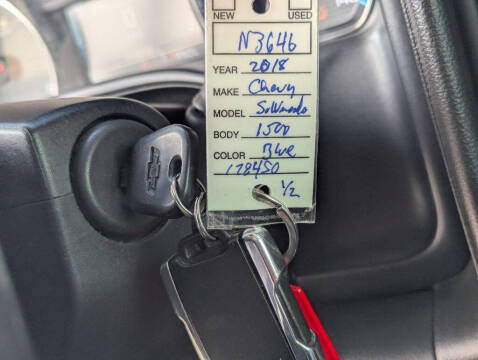 NEW USED
N3646
YEAR 2018
MAKE Chevy
MODEL Silverado
BODY 1500
COLOR Blue
178450
1/2